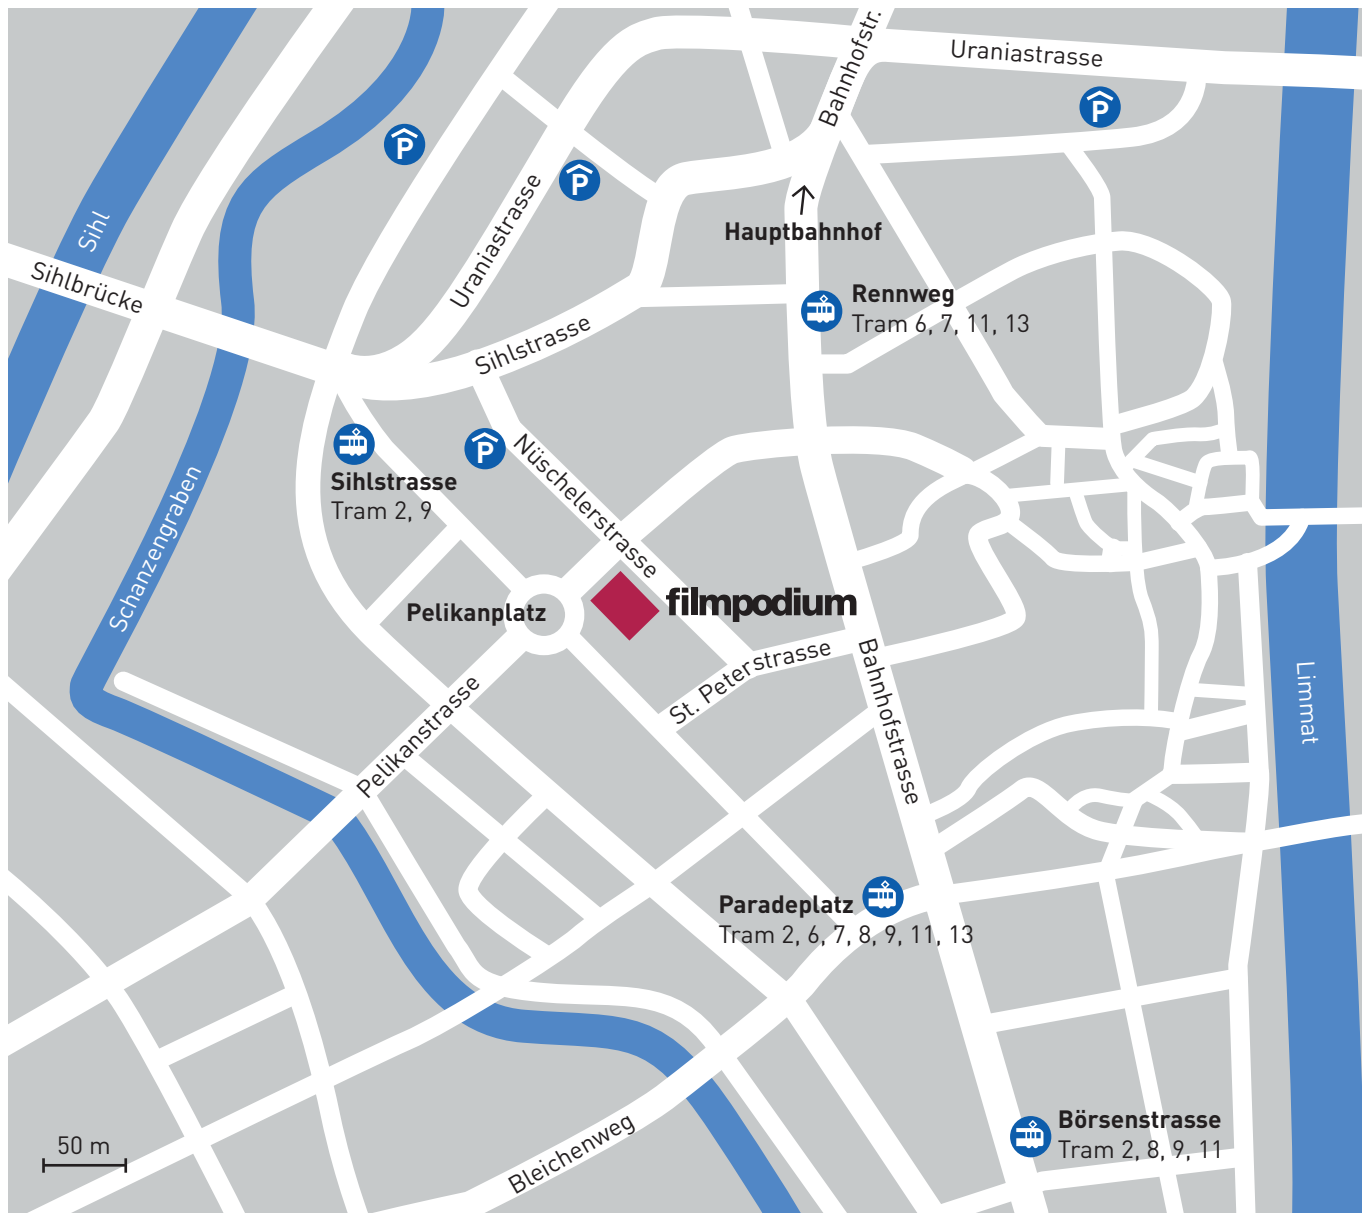 Bahnhofstr.
Uraniastrasse
P
P
P
Sihl
Uraniastrasse
Hauptbahnhof
Sihlbrücke
Rennweg
Tram 6, 7, 11, 13
Sihlstrasse
P
Nüschelerstrasse
Sihlstrasse
Tram 2, 9
Schanzengraben
Pelikanplatz
filmpodium
St. Peterstrasse
Bahnhofstrasse
Limmat
Pelikanstrasse
Paradeplatz
Tram 2, 6, 7, 8, 9, 11, 13
Börsenstrasse
Tram 2, 8, 9, 11
50 m
Bleichenweg